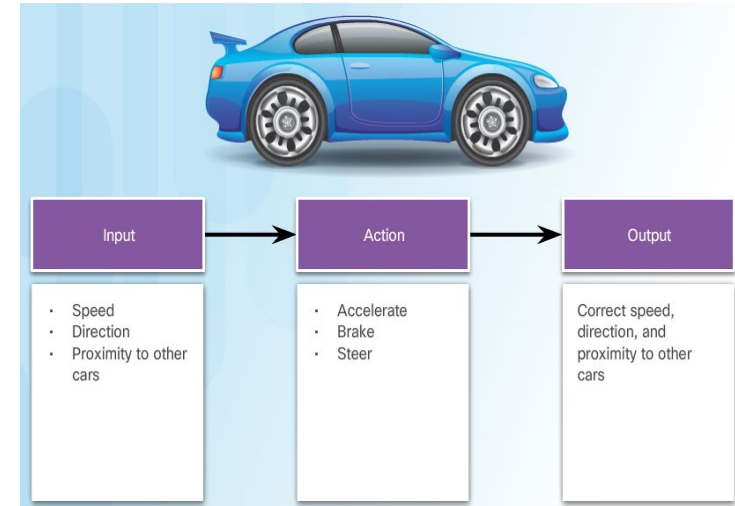 Input
Action
Output
· Speed
· Direction
· Proximity to other
cars
· Accelerate
· Brake
· Steer
Correct speed,
direction, and
proximity to other
cars